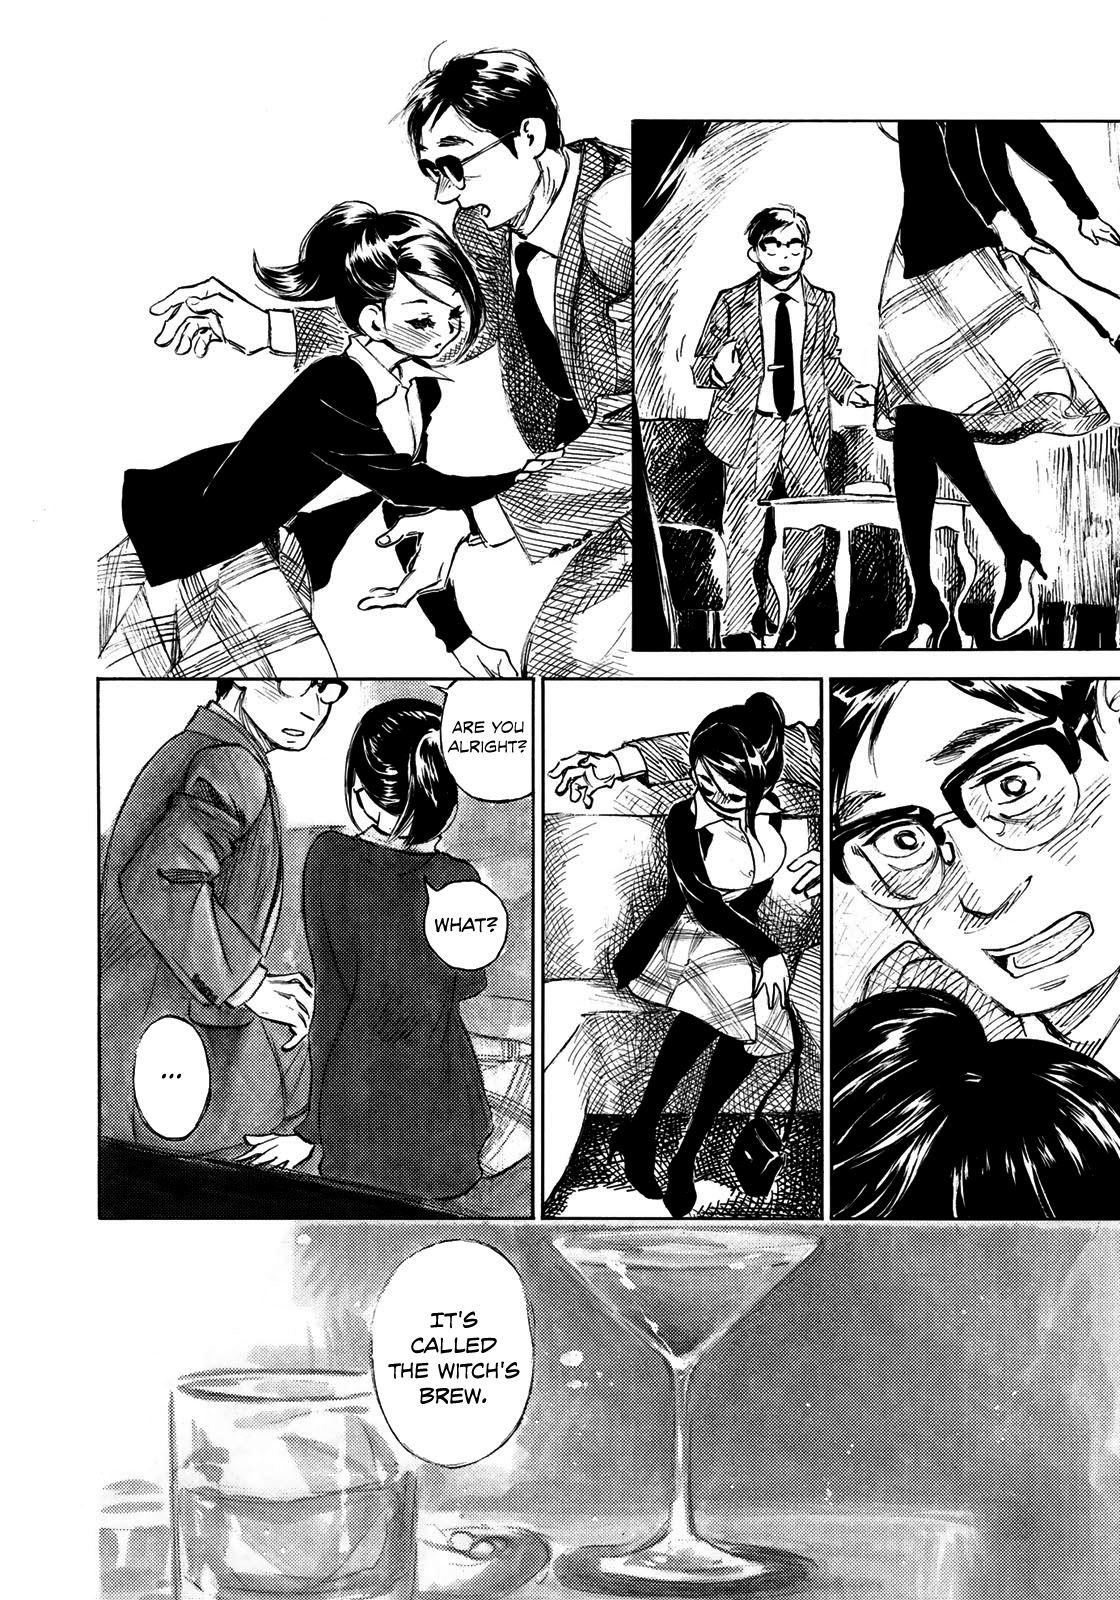 ARE YOU
ALRIGHT?
WHAT?
...
IT'S
CALLED
THE WITCH'S
BREW.